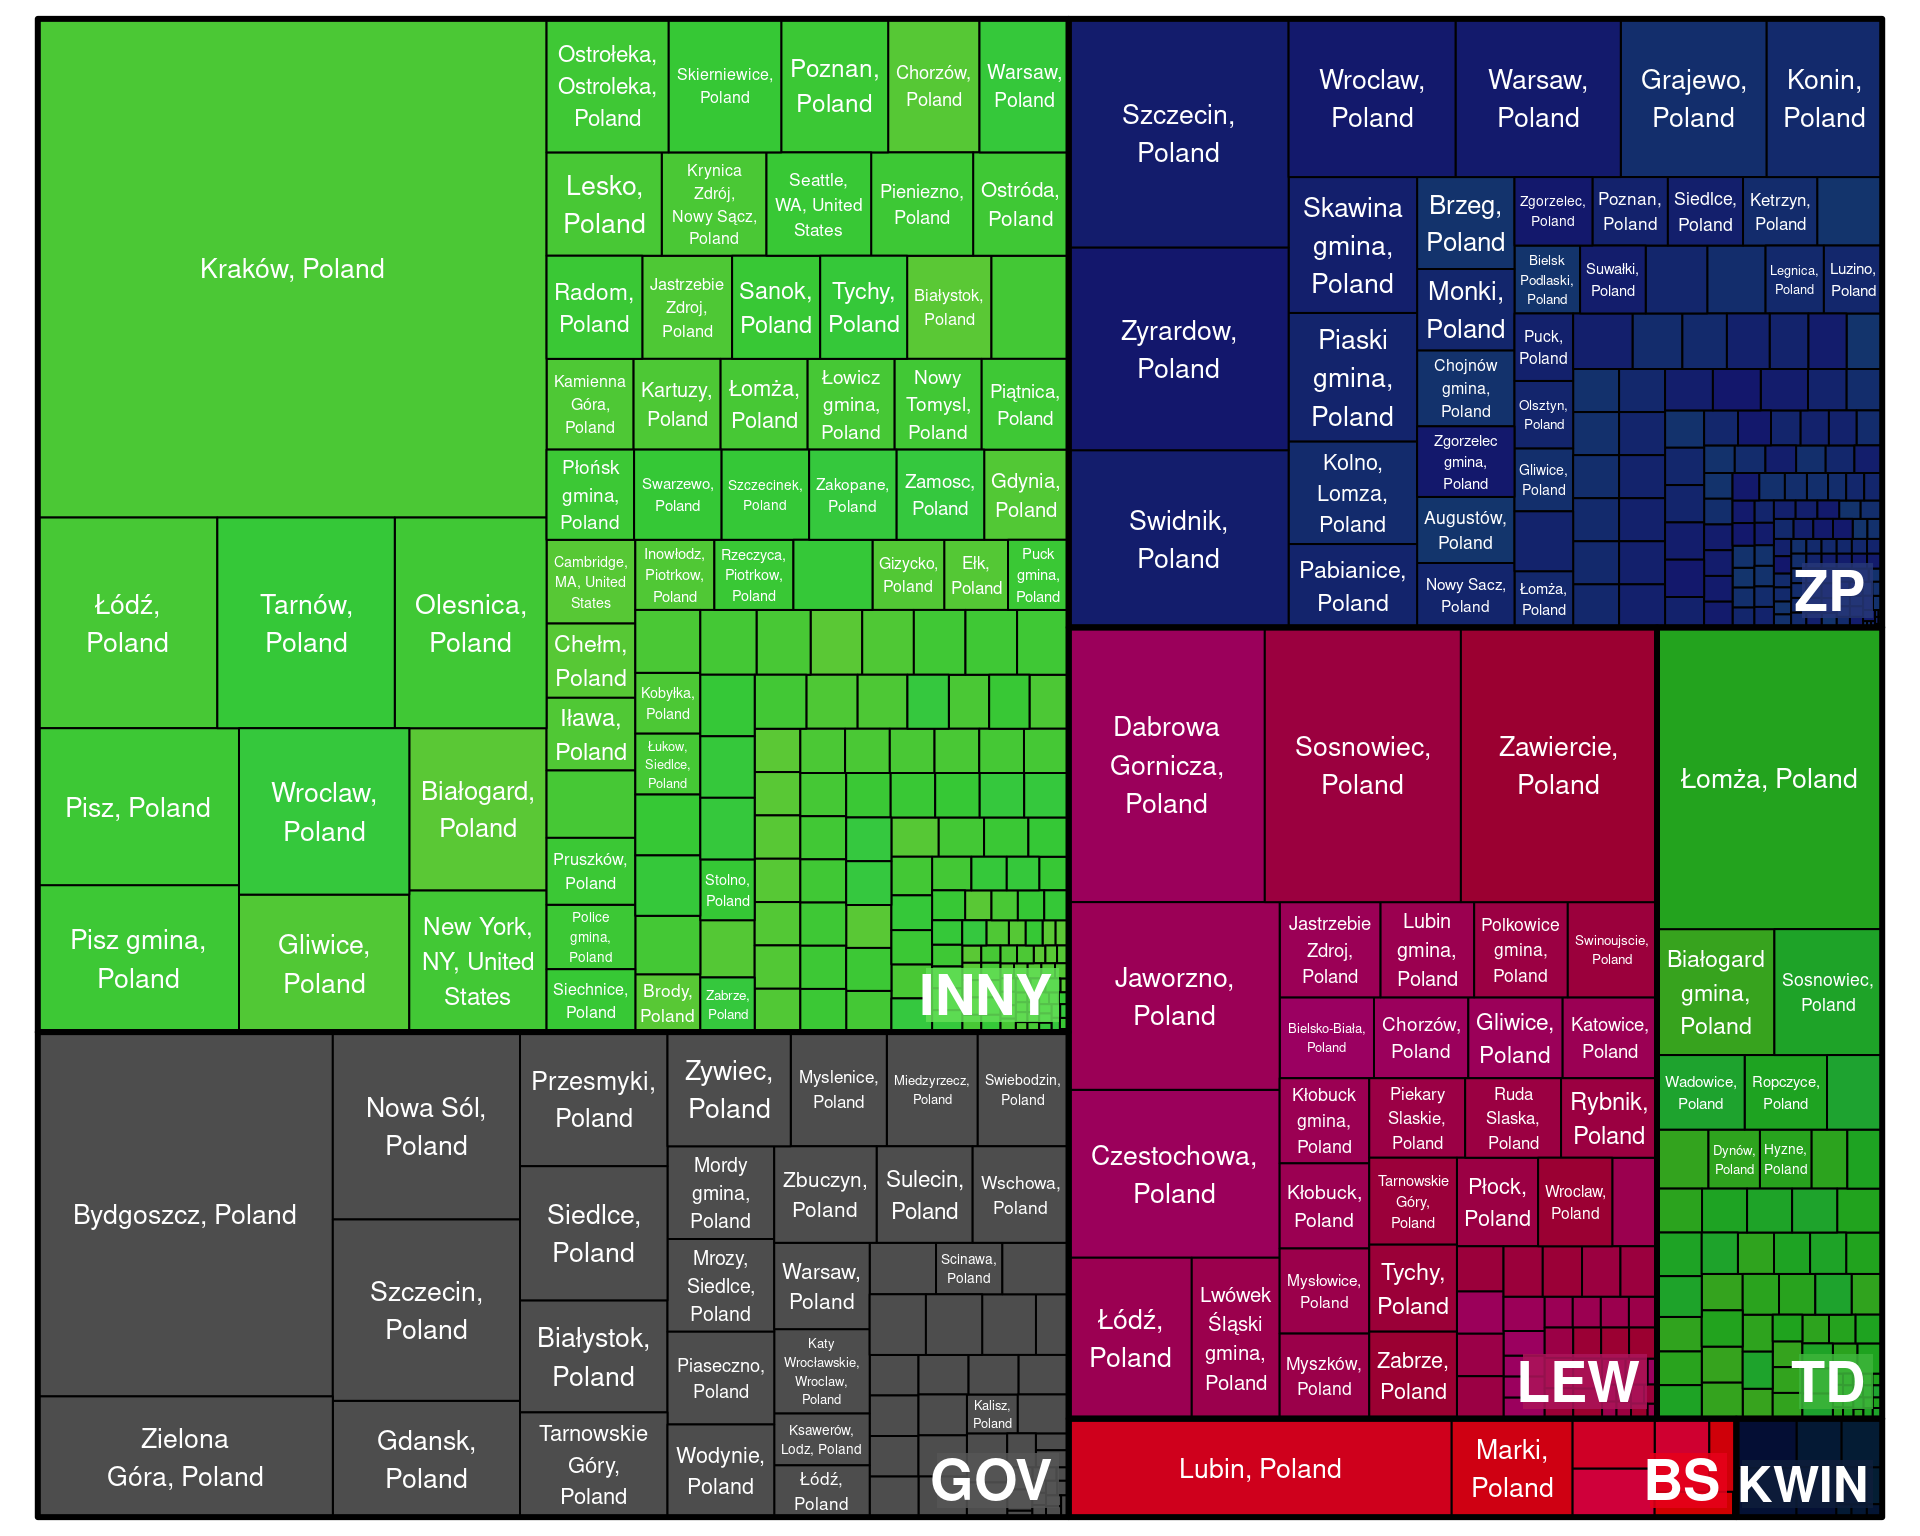 Kraków, Poland
Łódź,
Poland
Tarnów,
Poland
Olesnica,
Poland
Pisz, Poland
Wroclaw,
Poland
Białogard,
Poland
Pisz gmina,
Poland
Gliwice,
Poland
New York,
NY, United
States
Ostrołeka,
Ostroleka,
Poland
Skierniewice,
Poland
Poznan,
Poland
Chorzów,
Poland
Warsaw,
Poland
Lesko,
Poland
Krynica
Zdrój,
Nowy Sącz,
Poland
Seattle,
WA, United
States
Pieniezno,
Poland
Ostróda,
Poland
Radom,
Poland
Jastrzebie
Zdroj,
Poland
Sanok,
Poland
Tychy,
Poland
Białystok,
Poland
Kamienna
Góra,
Poland
Kartuzy,
Poland
Łomża,
Poland
Łowicz
gmina,
Poland
Nowy
Tomysl,
Poland
Piątnica,
Poland
Płońsk
gmina,
Poland
Swarzewo,
Poland
Szczecinek,
Poland
Zakopane,
Poland
Zamosc,
Poland
Gdynia,
Poland
Cambridge,
MA, United
States
Inowłodz,
Piotrkow,
Poland
Rzeczyca,
Piotrkow,
Poland
Gizycko,
Poland
Ełk,
Poland
Puck
gmina,
Poland
Chełm,
Poland
Kobyłka,
Poland
Iława,
Poland
Łukow,
Siedlce,
Poland
Pruszków,
Poland
Stolno,
Poland
Police
gmina,
Poland
Siechnice,
Poland
Brody,
Poland
Zabrze,
Poland
INNY
Bydgoszcz, Poland
Zielona
Góra, Poland
Nowa Sól,
Poland
Szczecin,
Poland
Gdansk,
Poland
Przesmyki,
Poland
Siedlce,
Poland
Białystok,
Poland
Tarnowskie
Góry,
Poland
Zywiec,
Poland
Myslenice,
Poland
Miedzyrzecz,
Poland
Swiebodzin,
Poland
Mordy
gmina,
Poland
Zbuczyn,
Poland
Sulecin,
Poland
Wschowa,
Poland
Mrozy,
Siedlce,
Poland
Warsaw,
Poland
Scinawa,
Poland
Piaseczno,
Poland
Katy
Wrocławskie,
Wroclaw,
Poland
Kalisz,
Poland
Wodynie,
Poland
Ksawerów,
Lodz, Poland
Łódź,
Poland
GOV
Szczecin,
Poland
Zyrardow,
Poland
Swidnik,
Poland
Wroclaw,
Poland
Warsaw,
Poland
Grajewo,
Poland
Konin,
Poland
Skawina
gmina,
Poland
Piaski
gmina,
Poland
Kolno,
Lomza,
Poland
Pabianice,
Poland
Brzeg,
Poland
Monki,
Poland
Chojnów
gmina,
Poland
Zgorzelec
gmina,
Poland
Augustów,
Poland
Nowy Sacz,
Poland
Zgorzelec,
Poland
Poznan,
Poland
Siedlce,
Poland
Ketrzyn,
Poland
Bielsk
Podlaski,
Poland
Suwałki,
Poland
Legnica,
Poland
Luzino,
Poland
Puck,
Poland
Olsztyn,
Poland
Gliwice,
Poland
Łomża,
Poland
ZP
Dabrowa
Gornicza,
Poland
Sosnowiec,
Poland
Zawiercie,
Poland
Jaworzno,
Poland
Czestochowa,
Poland
Łódź,
Poland
Lwówek
Śląski
gmina,
Poland
Jastrzebie
Zdroj,
Poland
Lubin
gmina,
Poland
Polkowice
gmina,
Poland
Swinoujscie,
Poland
Bielsko-Biała,
Poland
Chorzów,
Poland
Gliwice,
Poland
Katowice,
Poland
Kłobuck
gmina,
Poland
Piekary
Slaskie,
Poland
Ruda
Slaska,
Poland
Rybnik,
Poland
Kłobuck,
Poland
Tarnowskie
Góry,
Poland
Płock,
Poland
Wroclaw,
Poland
Mysłowice,
Poland
Tychy,
Poland
Myszków,
Poland
Zabrze,
Poland
LEW
Łomża, Poland
Białogard
gmina,
Poland
Sosnowiec,
Poland
Wadowice,
Poland
Ropczyce,
Poland
Dynów,
Poland
Hyzne,
Poland
TD
Lubin, Poland
Marki,
Poland
BS
KWIN